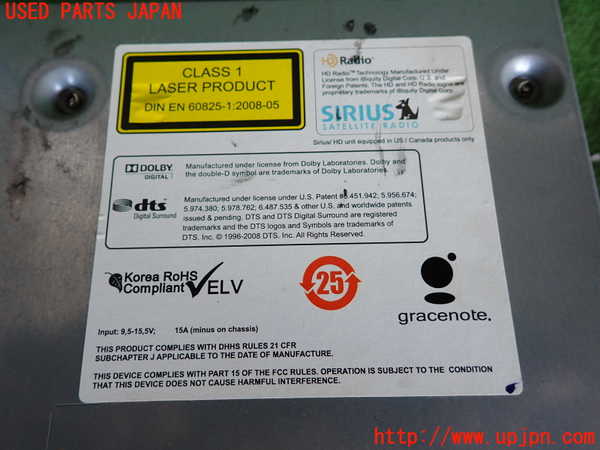 USED PARTS JAPAN
CLASS 1
LASER PRODUCT
DIN EN 60825-1:2008-05
HD Radio™
HD Radio™ Technology Manufactured Under
License from iBiquity Digital Corp. U.S. and
Foreign Patents. The HD and HD Radio logos are
proprietary trademarks of iBiquity Digital Corp.
SIRIUS
SATELLITE RADIO
Sirius/ HD unit equipped in US / Canada products only
DOLBY
DIGITAL
Manufactured under license from Dolby Laboratories. Dolby and
the double-D symbol are trademarks of Dolby Laboratories.
dts
Digital Surround
Manufactured under license under U.S. Patent #5.451.942; 5.956.674;
5.974.380; 5.978.762; 6.487.535 & other U.S. and worldwide patents
issued & pending. DTS and DTS Digital Surround are registered
trademarks and the DTS logos and Symbols are trademarks of
DTS, Inc. © 1996-2008 DTS, Inc. All Rights Reserved.
Korea RoHS
Compliant
ELV
25
gracenote.
Input: 9,5-15,5V; 15A (minus on chassis)
THIS PRODUCT COMPLIES WITH DHHS RULES 21 CFR
SUBCHAPTER J APPLICABLE TO THE DATE OF MANUFACTURE.
THIS DEVICE COMPLIES WITH PART 15 OF THE FCC RULES. OPERATION IS SUBJECT TO THE CONDITION
THAT THIS DEVICE DOES NOT CAUSE HARMFUL INTERFERENCE.
http://www.upjpn.com/